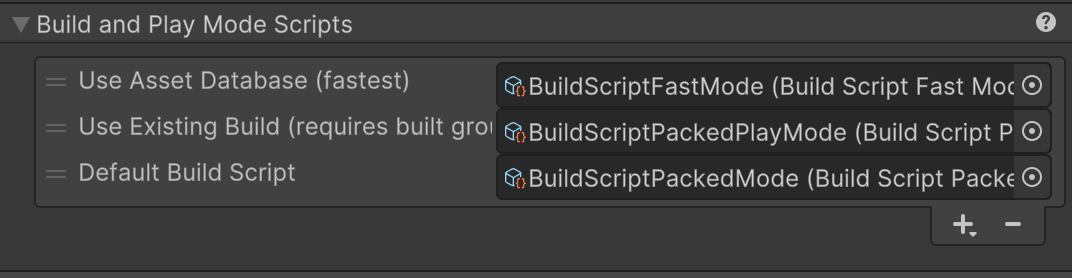 Build and Play Mode Scripts
Use Asset Database (fastest) BuildScriptFastMode (Build Script Fast Moc
Use Existing Build (requires built grou BuildScriptPackedPlayMode (Build Script P
Default Build Script BuildScriptPackedMode (Build Script Packe